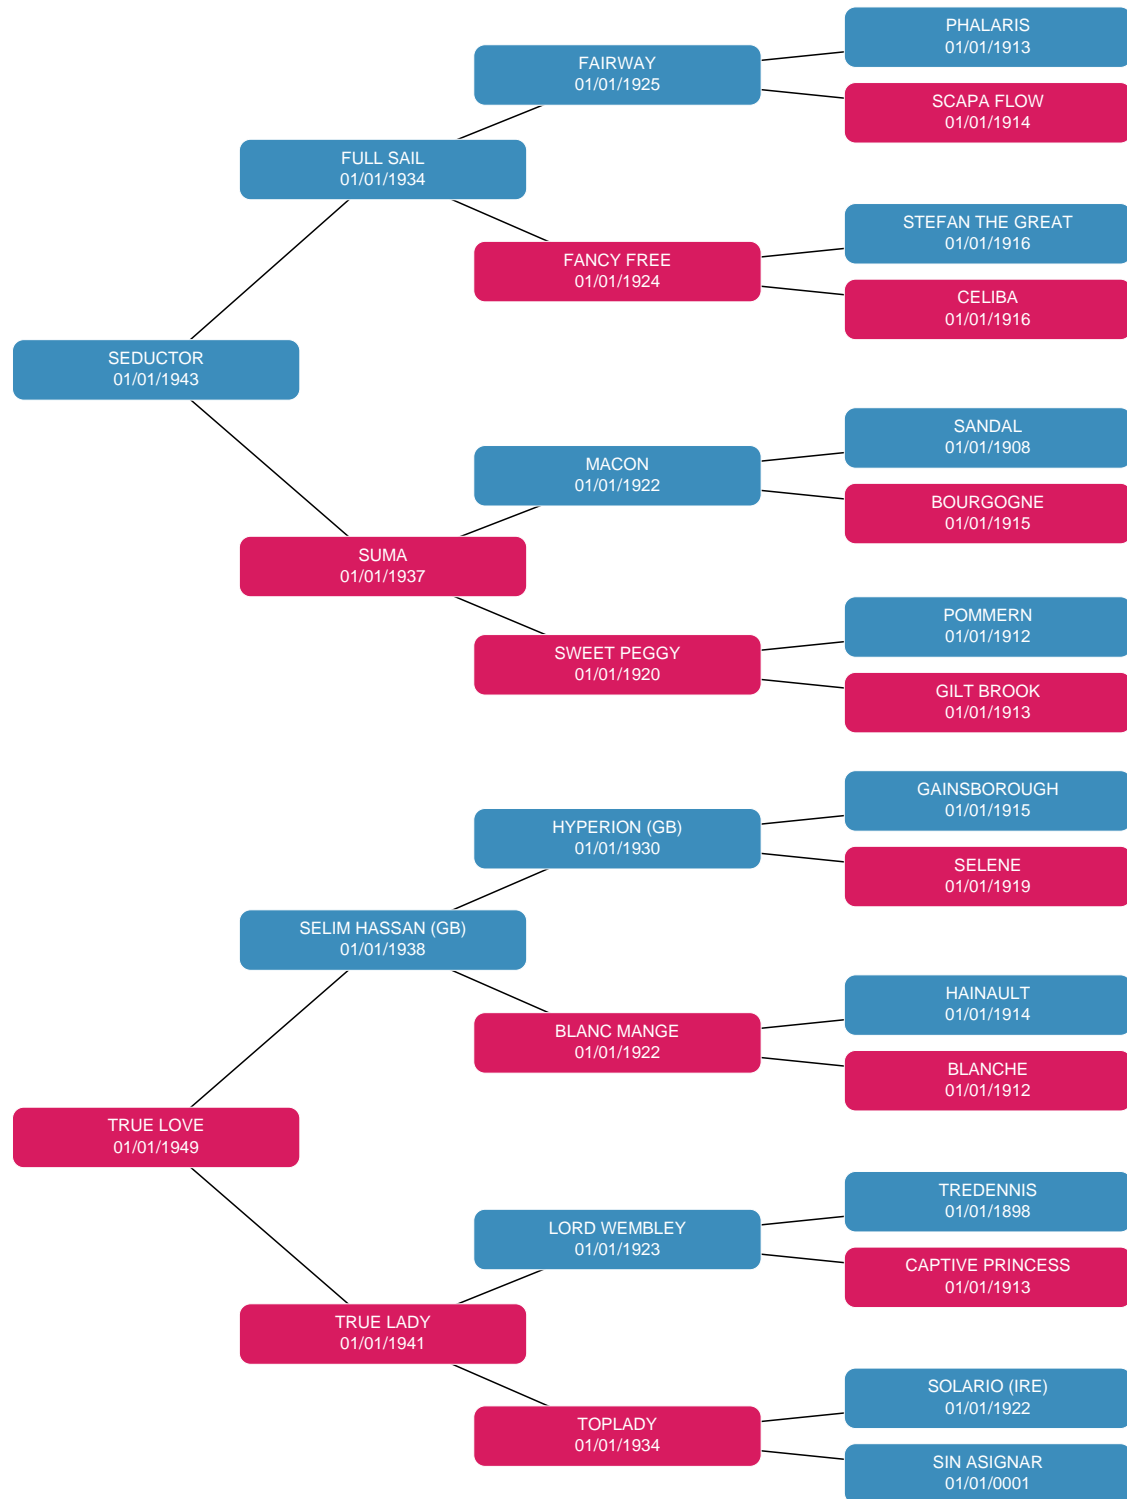 PHALARIS
01/01/1913
FAIRWAY
01/01/1925
SCAPA FLOW
01/01/1914
FULL SAIL
01/01/1934
STEFAN THE GREAT
01/01/1916
FANCY FREE
01/01/1924
CELIBA
01/01/1916
SEDUCTOR
01/01/1943
SANDAL
01/01/1908
MACON
01/01/1922
BOURGOGNE
01/01/1915
SUMA
01/01/1937
POMMERN
01/01/1912
SWEET PEGGY
01/01/1920
GILT BROOK
01/01/1913
GAINSBOROUGH
01/01/1915
HYPERION (GB)
01/01/1930
SELENE
01/01/1919
SELIM HASSAN (GB)
01/01/1938
HAINAULT
01/01/1914
BLANC MANGE
01/01/1922
BLANCHE
01/01/1912
TRUE LOVE
01/01/1949
TREDENNIS
01/01/1898
LORD WEMBLEY
01/01/1923
CAPTIVE PRINCESS
01/01/1913
TRUE LADY
01/01/1941
SOLARIO (IRE)
01/01/1922
TOPLADY
01/01/1934
SIN ASIGNAR
01/01/0001